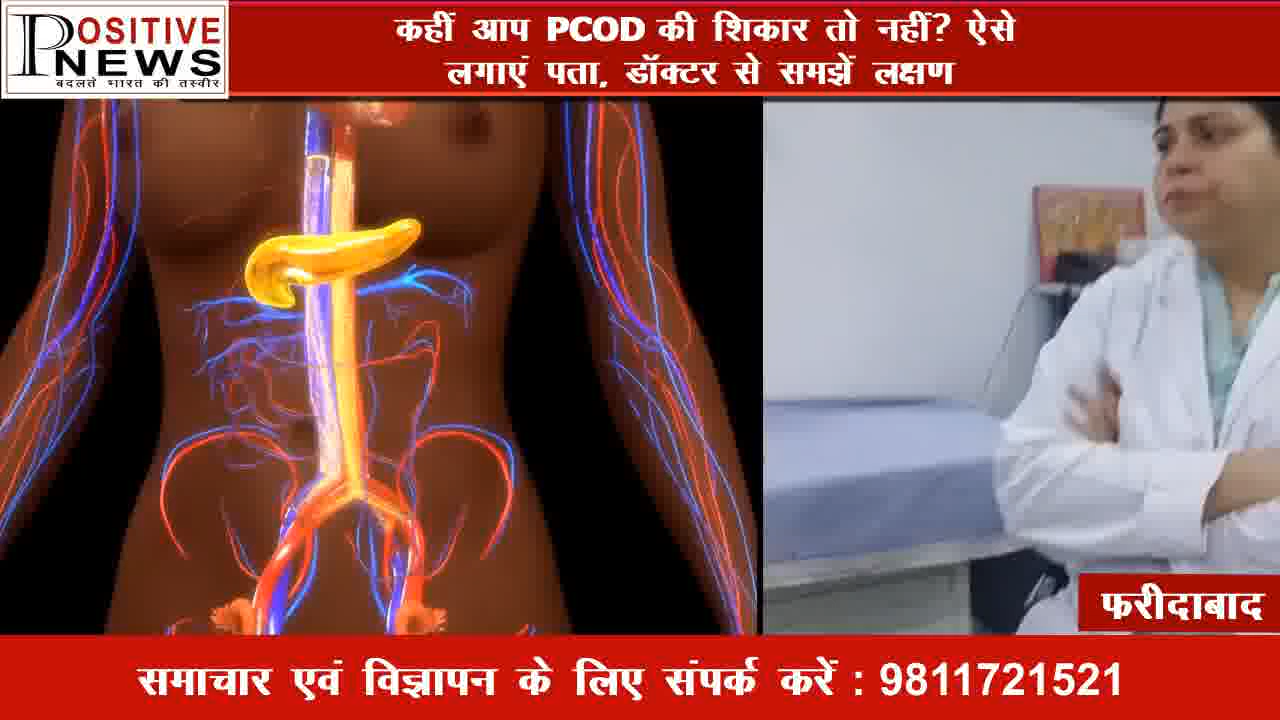 POSITIVE
NEWS
बदलते भारत की तस्वीर
कहीं आप PCOD की शिकार तो नहीं? ऐसे
लगाएं पता, डॉक्टर से समझें लक्षण
फरीदाबाद
समाचार एवं विज्ञापन के लिए संपर्क करें : 9811721521